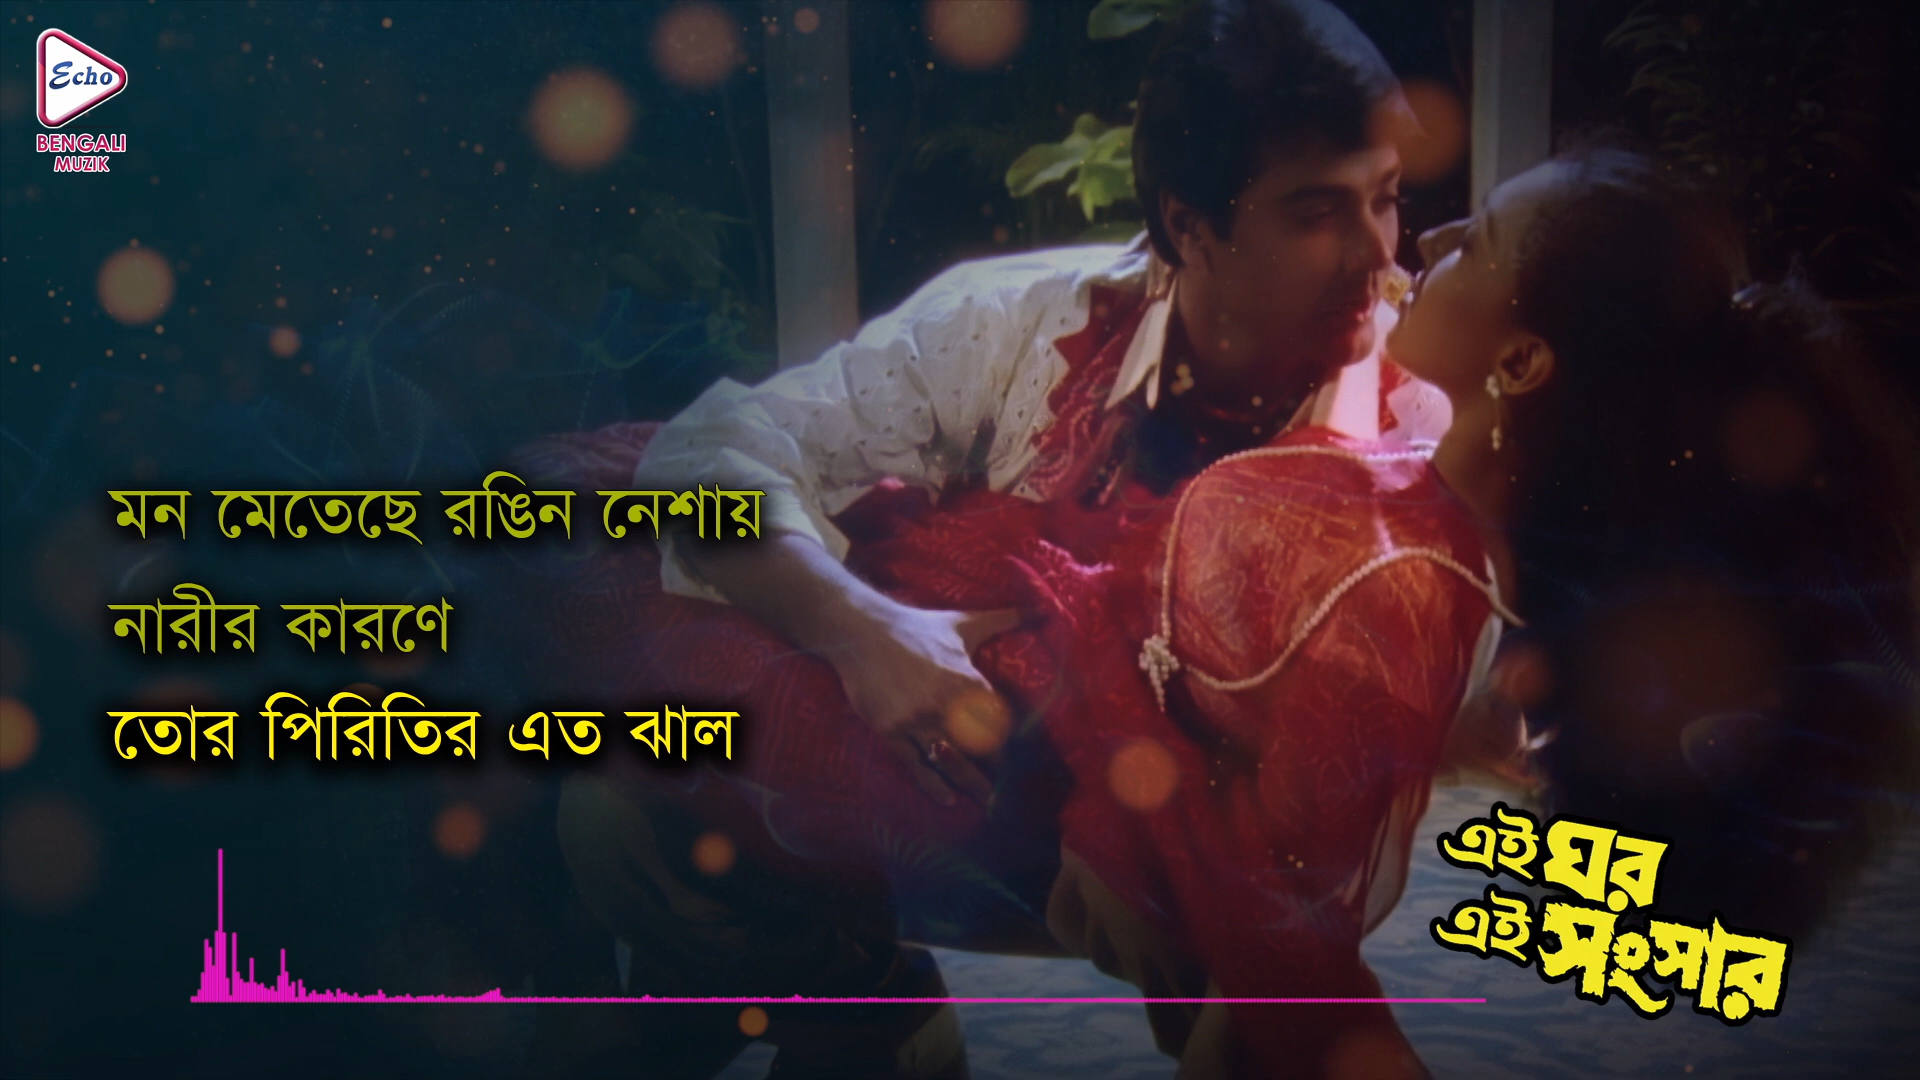 Echo
BENGALI
MUZIK
মন মেতেছে রঙিন নেশায়
নারীর কারণে
তোর পিরিতির এত ঝাল
এই ঘর
এই সংসার